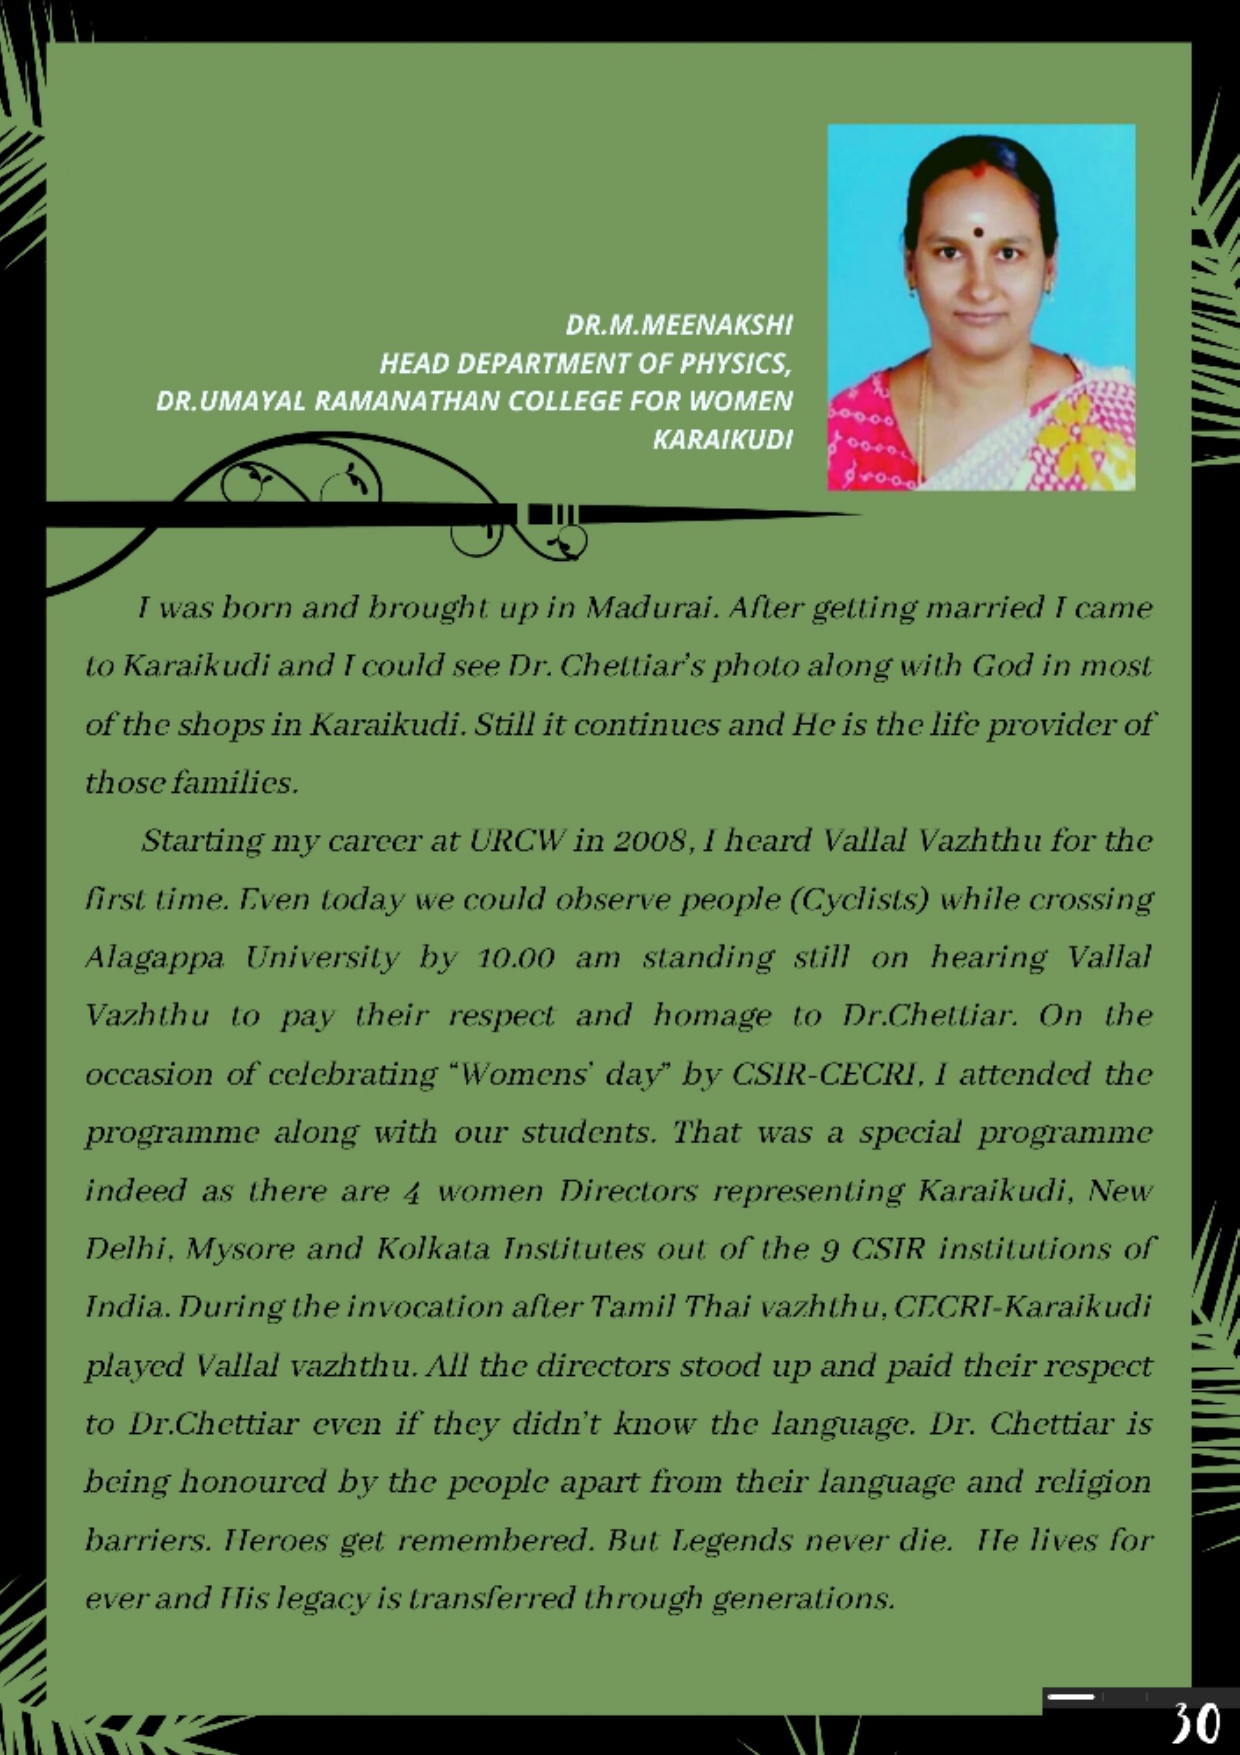 DR.M.MEENAKSHI
HEAD DEPARTMENT OF PHYSICS,
DR.UMAYAL RAMANATHAN COLLEGE FOR WOMEN
KARAIKUDI
I was born and brought up in Madurai. After getting married I came
to Karaikudi and I could see Dr. Chettiar’s photo along with God in most
of the shops in Karaikudi. Still it continues and He is the life provider of
those families.
Starting my career at URCW in 2008, I heard Vallal Vazhthu for the
first time. Even today we could observe people (Cyclists) while crossing
Alagappa University by 10.00 am standing still on hearing Vallal
Vazhthu to pay their respect and homage to Dr.Chettiar. On the
occasion of celebrating “Womens’ day” by CSIR-CECRI, I attended the
programme along with our students. That was a special programme
indeed as there are 4 women Directors representing Karaikudi, New
Delhi, Mysore and Kolkata Institutes out of the 9 CSIR institutions of
India. During the invocation after Tamil Thai vazhthu, CECRI-Karaikudi
played Vallal vazhthu. All the directors stood up and paid their respect
to Dr.Chettiar even if they didn’t know the language. Dr. Chettiar is
being honoured by the people apart from their language and religion
barriers. Heroes get remembered. But Legends never die. He lives for
ever and His legacy is transferred through generations.
30